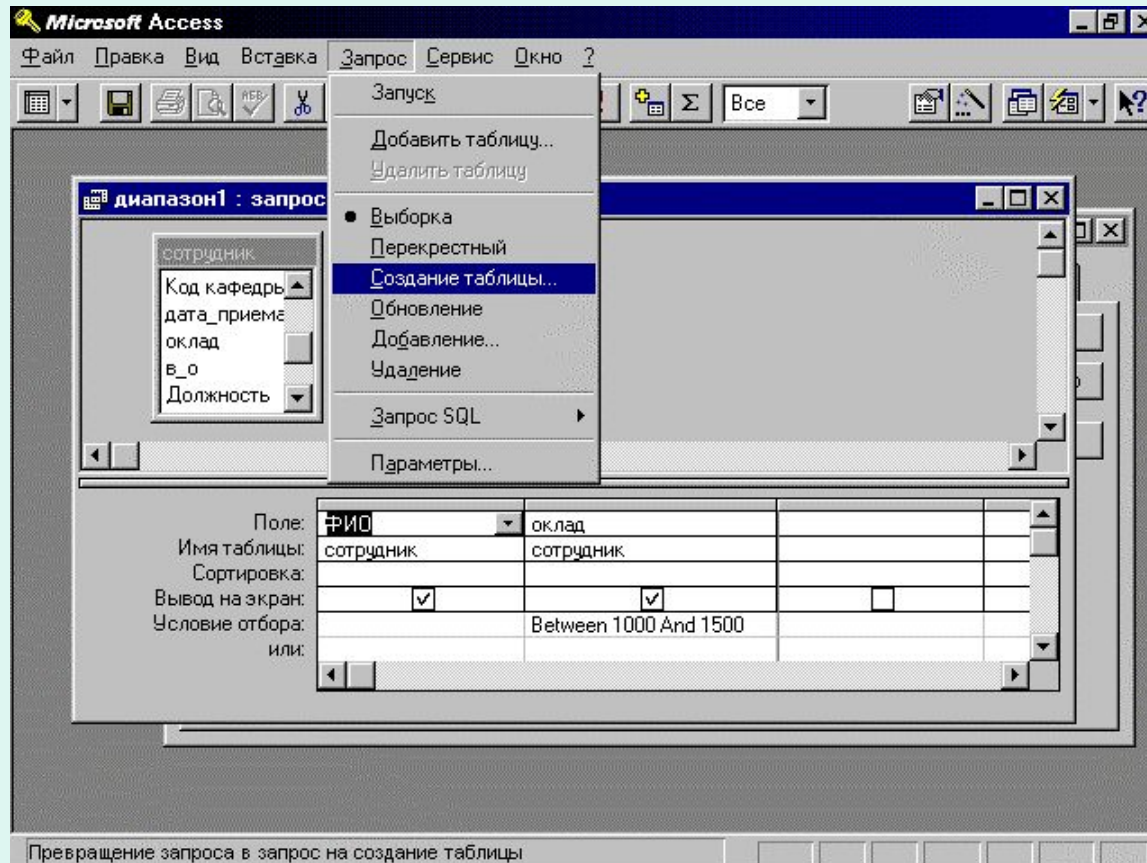 Microsoft Access
Файл Правка Вид Вставка Запрос Сервис Окно ?
Запуск
Все
Добавить таблицу...
Удалить таблицу
диапазон1 : запрос
Выборка
Перекрестный
Создание таблицы...
Обновление
Добавление...
Удаление
Запрос SQL
Параметры...
сотрудник
Код кафедры
дата_приема
оклад
в_о
Должность
Поле: ФИО оклад
Имя таблицы: сотрудник сотрудник
Сортировка:
Вывод на экран:
Условие отбора: Between 1000 And 1500
или:
Превращение запроса в запрос на создание таблицы